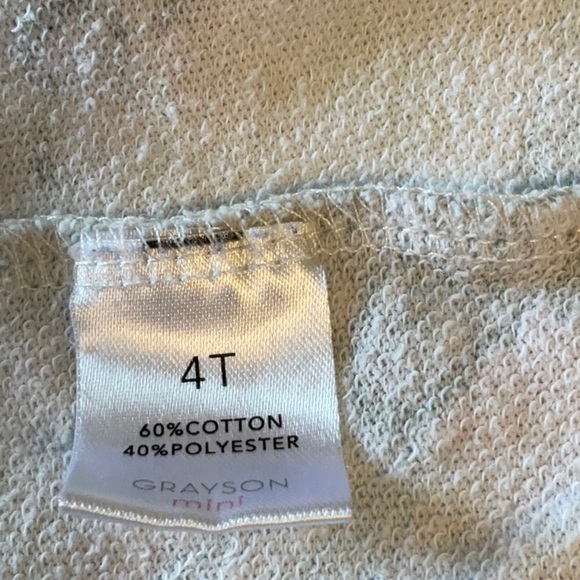 4T
60%COTTON
40%POLYESTER
GRAYSON
mini